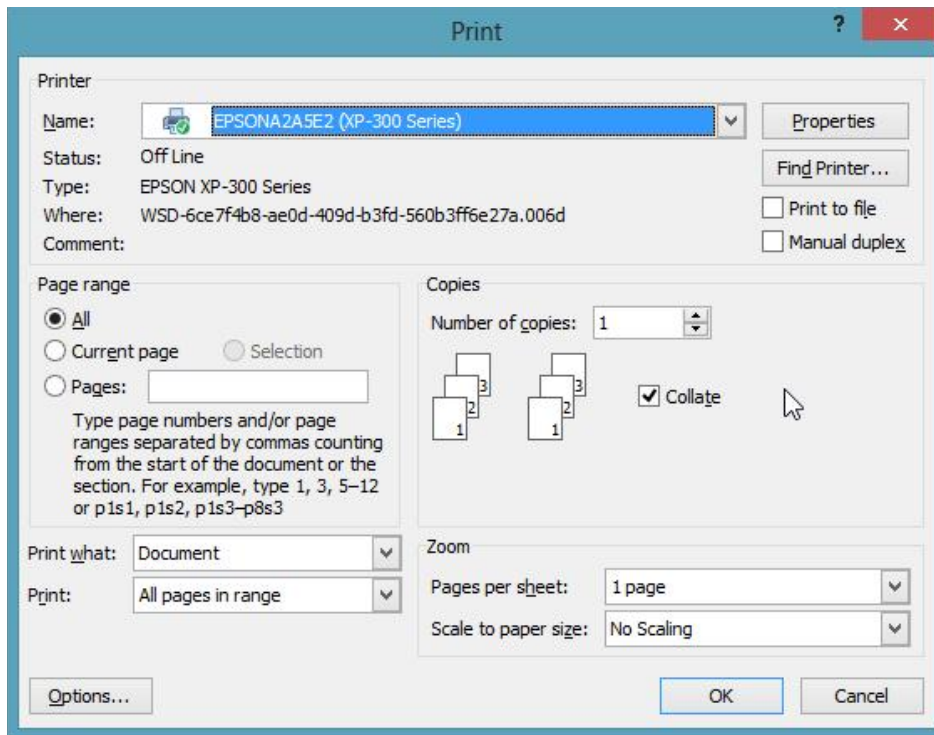 Print
?
Printer
Name: EPSONA2A5E2 (XP-300 Series)
Properties
Status: Off Line
Find Printer...
Type: EPSON XP-300 Series
Where: WSD-6ce7f4b8-ae0d-409d-b3fd-560b3ff6e27a.006d
Print to file
Comment:
Manual duplex
Page range
All
Current page
Selection
Pages:
Type page numbers and/or page
ranges separated by commas counting
from the start of the document or the
section. For example, type 1, 3, 5–12
or p1s1, p1s2, p1s3–p8s3
Copies
Number of copies: 1
3 3
2 2
1 1
Collate
Print what: Document
Print: All pages in range
Zoom
Pages per sheet: 1 page
Scale to paper size: No Scaling
Options...
OK
Cancel